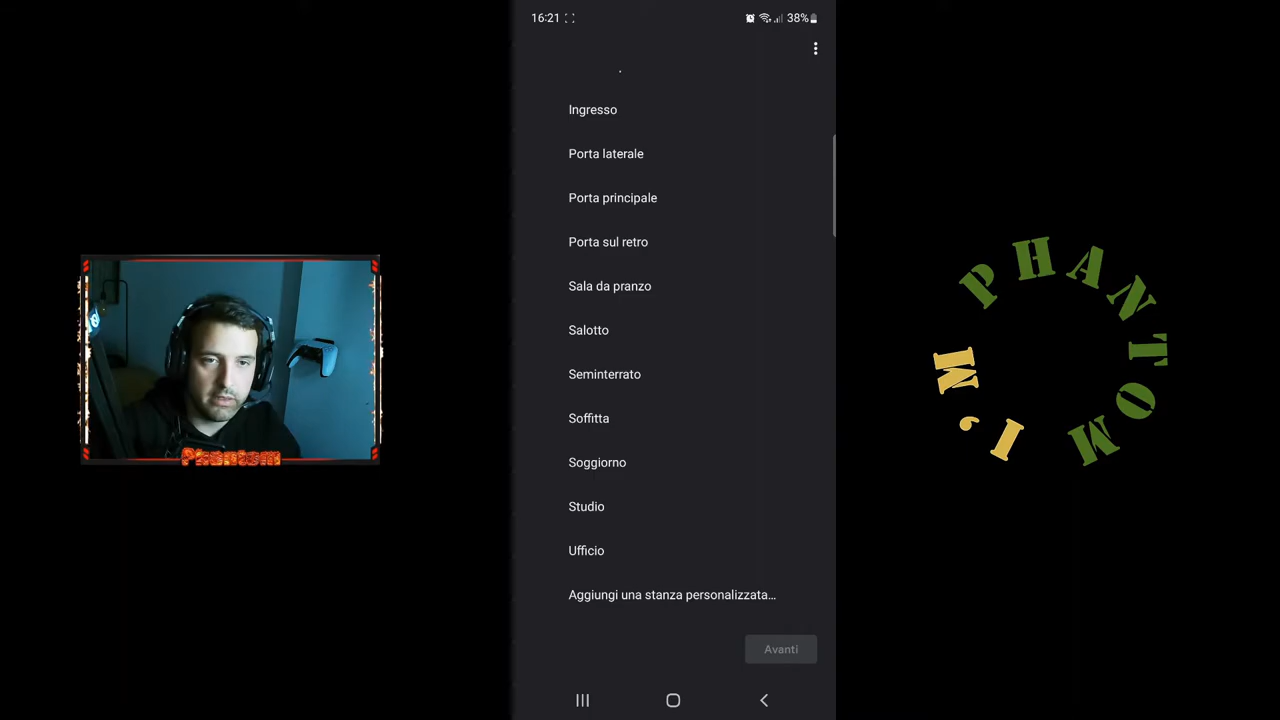 16:21
38%
Ingresso
Porta laterale
Porta principale
Porta sul retro
Sala da pranzo
Salotto
Seminterrato
Soffitta
Soggiorno
Studio
Ufficio
Aggiungi una stanza personalizzata…
Avanti
Phantom
I'M PHANTOM